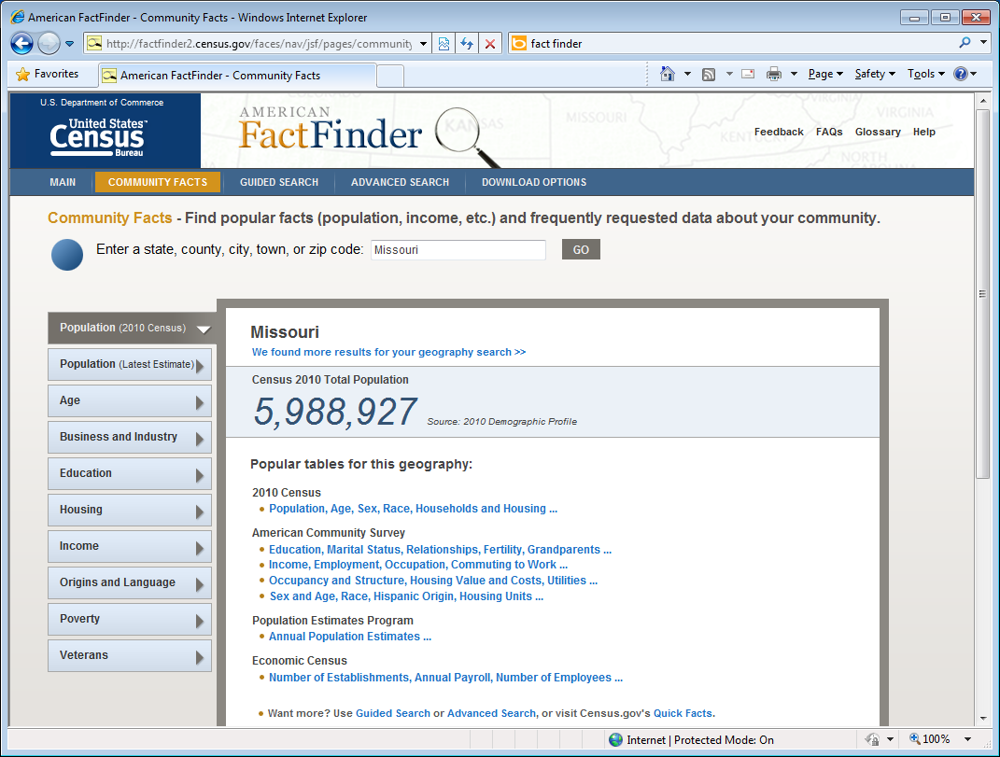 American FactFinder - Community Facts - Windows Internet Explorer
http://factfinder2.census.gov/faces/nav/jsf/pages/community
fact finder
Favorites
American FactFinder - Community Facts
Page
Safety
Tools
U.S. Department of Commerce
United States™
Census
Bureau
AMERICAN
FactFinder
COLORADO
KANSAS
MISSOURI
KENT
VIRGINIA
VIRGINIA
NORTH
CAROLINA
Feedback FAQs Glossary Help
MAIN COMMUNITY FACTS GUIDED SEARCH ADVANCED SEARCH DOWNLOAD OPTIONS
Community Facts - Find popular facts (population, income, etc.) and frequently requested data about your community.
Enter a state, county, city, town, or zip code: Missouri GO
Population (2010 Census)
Population (Latest Estimate)
Age
Business and Industry
Education
Housing
Income
Origins and Language
Poverty
Veterans
Missouri
We found more results for your geography search >>
Census 2010 Total Population
5,988,927 Source: 2010 Demographic Profile
Popular tables for this geography:
2010 Census
• Population, Age, Sex, Race, Households and Housing ...
American Community Survey
• Education, Marital Status, Relationships, Fertility, Grandparents ...
• Income, Employment, Occupation, Commuting to Work ...
• Occupancy and Structure, Housing Value and Costs, Utilities ...
• Sex and Age, Race, Hispanic Origin, Housing Units ...
Population Estimates Program
• Annual Population Estimates ...
Economic Census
• Number of Establishments, Annual Payroll, Number of Employees ...
• Want more? Use Guided Search or Advanced Search, or visit Census.gov's Quick Facts.
Internet | Protected Mode: On
100%